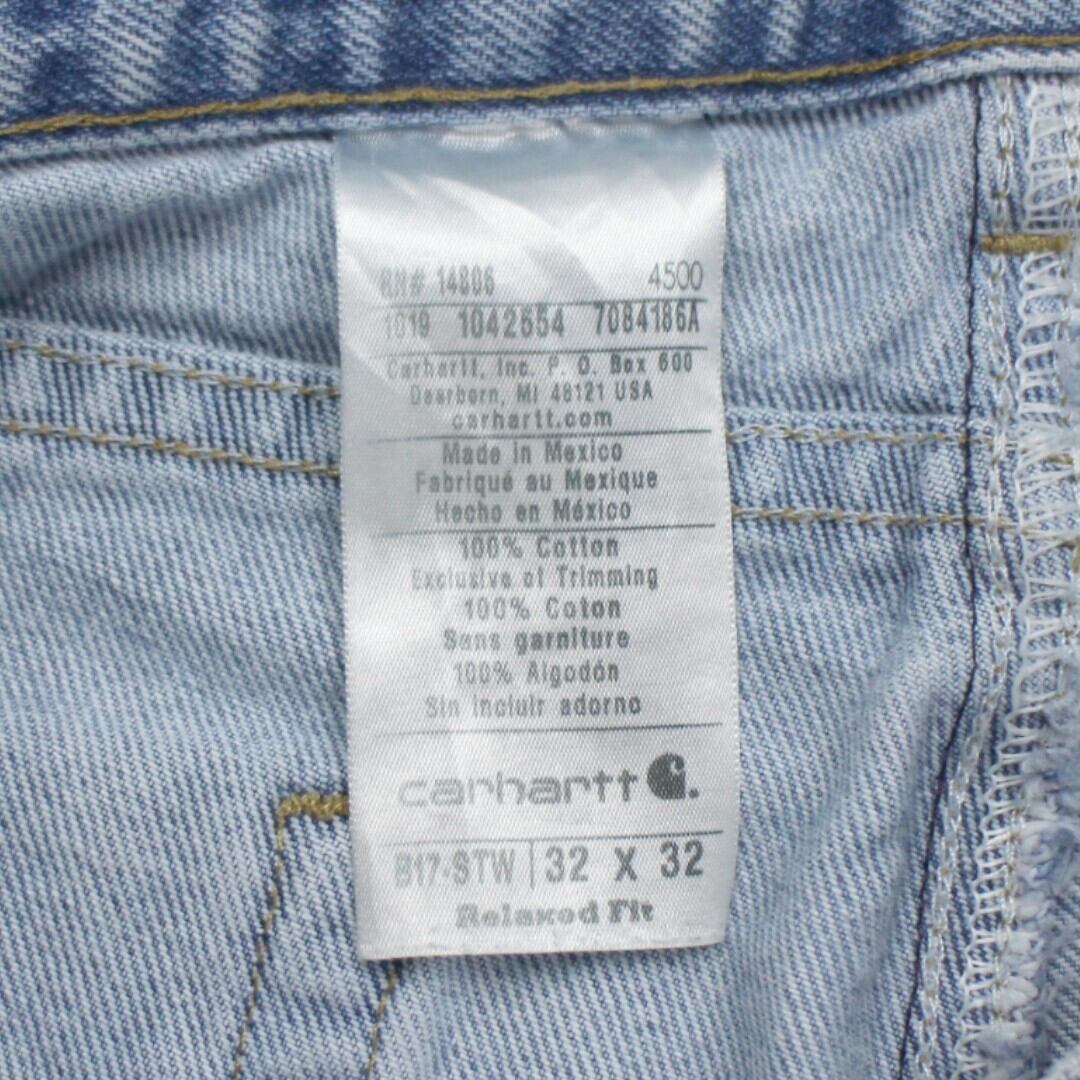 RN# 14806 4500
1019 1042654 7084186A
Carhartt, Inc. P. O. Box 600
Dearborn, MI 48121 USA
carhartt.com
Made in Mexico
Fabriqué au Mexique
Hecho en México
100% Cotton
Exclusive of Trimming
100% Coton
Sans garniture
100% Algodón
Sin incluir adorno
carhartt
B17-STW 32 X 32
Relaxed Fit